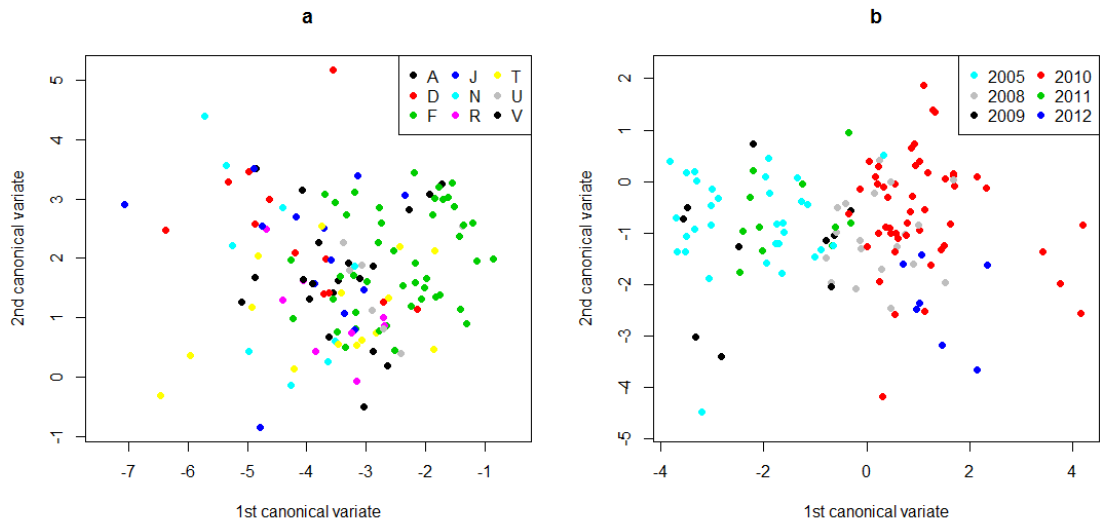 a
2nd canonical variate
5
4
3
2
1
0
-1
A J T
D N U
F R V
-7 -6 -5 -4 -3 -2 -1
1st canonical variate
b
2nd canonical variate
2
1
0
-1
-2
-3
-4
-5
2005 2010
2008 2011
2009 2012
-4 -2 0 2 4
1st canonical variate